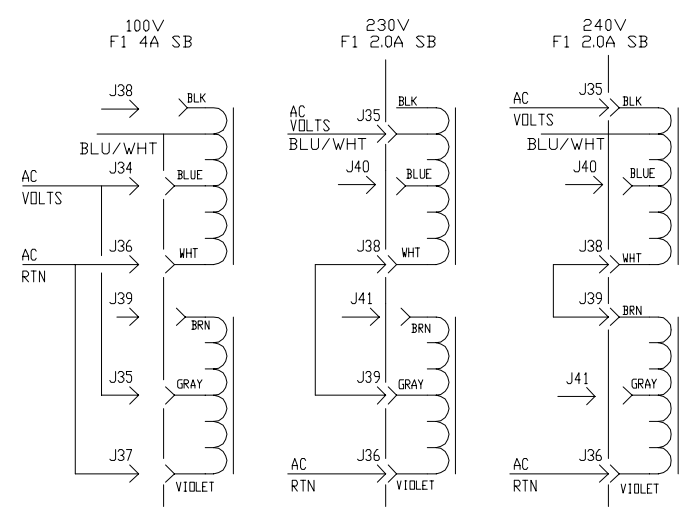 100V
F1 4A SB
J38
BLK
BLU/WHT
J34
BLUE
AC
VOLTS
J36
WHT
AC
RTN
J39
BRN
J35
GRAY
J37
VIOLET
230V
F1 2.0A SB
BLK
AC
VOLTS
J35
BLU/WHT
J40
BLUE
J38
WHT
J41
BRN
J39
GRAY
AC
RTN
J36
VIOLET
240V
F1 2.0A SB
J35
AC
VOLTS
BLK
BLU/WHT
J40
BLUE
J38
WHT
J39
BRN
J41
GRAY
J36
AC
RTN
VIOLET